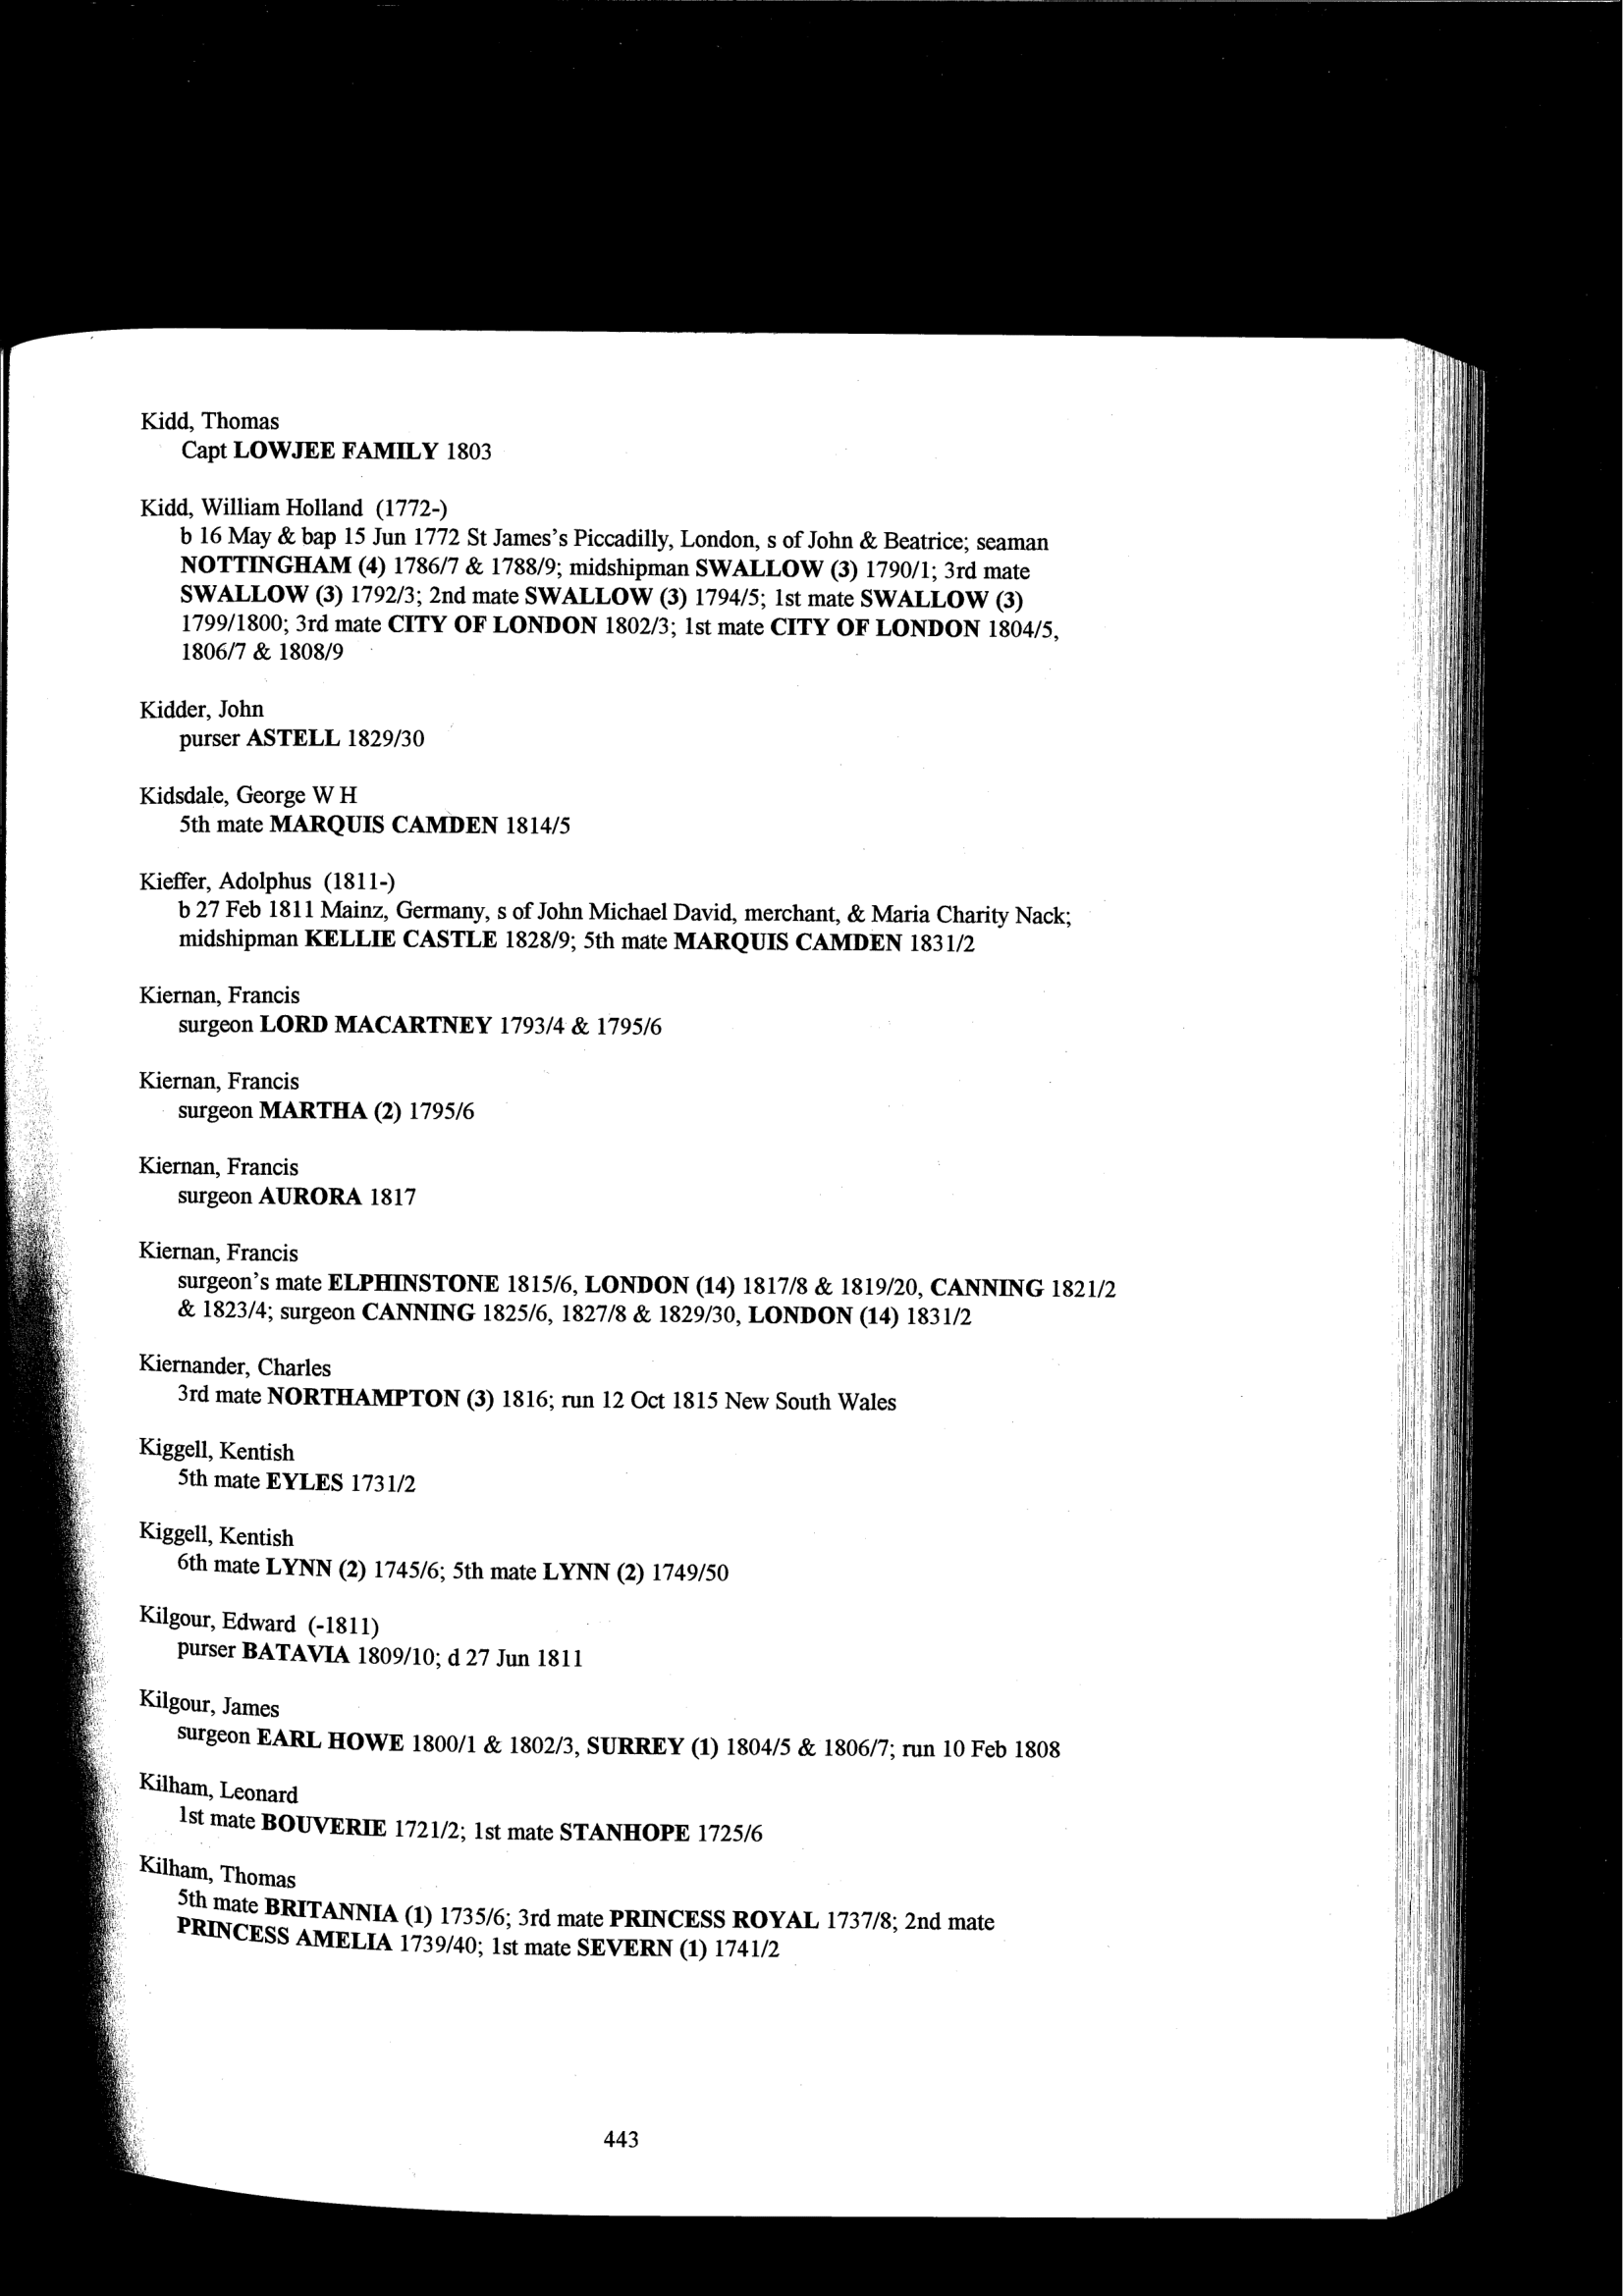 Kidd, Thomas
Capt LOWJEE FAMILY 1803
Kidd, William Holland (1772-)
b 16 May & bap 15 Jun 1772 St James's Piccadilly, London, s of John & Beatrice; seaman
NOTTINGHAM (4) 1786/7 & 1788/9; midshipman SWALLOW (3) 1790/1; 3rd mate
SWALLOW (3) 1792/3; 2nd mate SWALLOW (3) 1794/5; 1st mate SWALLOW (3)
1799/1800; 3rd mate CITY OF LONDON 1802/3; 1st mate CITY OF LONDON 1804/5,
1806/7 & 1808/9
Kidder, John
purser ASTELL 1829/30
Kidsdale, George W H
5th mate MARQUIS CAMDEN 1814/5
Kieffer, Adolphus (1811-)
b 27 Feb 1811 Mainz, Germany, s of John Michael David, merchant, & Maria Charity Nack;
midshipman KELLIE CASTLE 1828/9; 5th mate MARQUIS CAMDEN 1831/2
Kiernan, Francis
surgeon LORD MACARTNEY 1793/4 & 1795/6
Kiernan, Francis
surgeon MARTHA (2) 1795/6
Kiernan, Francis
surgeon AURORA 1817
Kiernan, Francis
surgeon's mate ELPHINSTONE 1815/6, LONDON (14) 1817/8 & 1819/20, CANNING 1821/2
& 1823/4; surgeon CANNING 1825/6, 1827/8 & 1829/30, LONDON (14) 1831/2
Kiernander, Charles
3rd mate NORTHAMPTON (3) 1816; run 12 Oct 1815 New South Wales
Kiggell, Kentish
5th mate EYLES 1731/2
Kiggell, Kentish
6th mate LYNN (2) 1745/6; 5th mate LYNN (2) 1749/50
Kilgour, Edward (-1811)
purser BATAVIA 1809/10; d 27 Jun 1811
Kilgour, James
surgeon EARL HOWE 1800/1 & 1802/3, SURREY (1) 1804/5 & 1806/7; run 10 Feb 1808
Kilham, Leonard
1st mate BOUVERIE 1721/2; 1st mate STANHOPE 1725/6
Kilham, Thomas
5th mate BRITANNIA (1) 1735/6; 3rd mate PRINCESS ROYAL 1737/8; 2nd mate
PRINCESS AMELIA 1739/40; 1st mate SEVERN (1) 1741/2
443